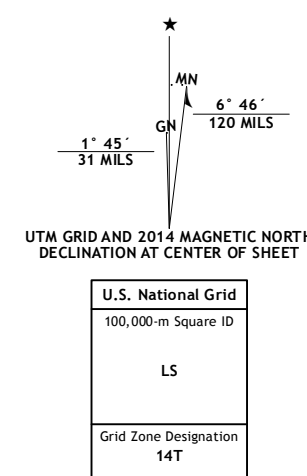 ★
MN
GN
6° 46´
120 MILS
1° 45´
31 MILS
UTM GRID AND 2014 MAGNETIC NORTH
DECLINATION AT CENTER OF SHEET
U.S. National Grid
100,000-m Square ID
LS
Grid Zone Designation
14T